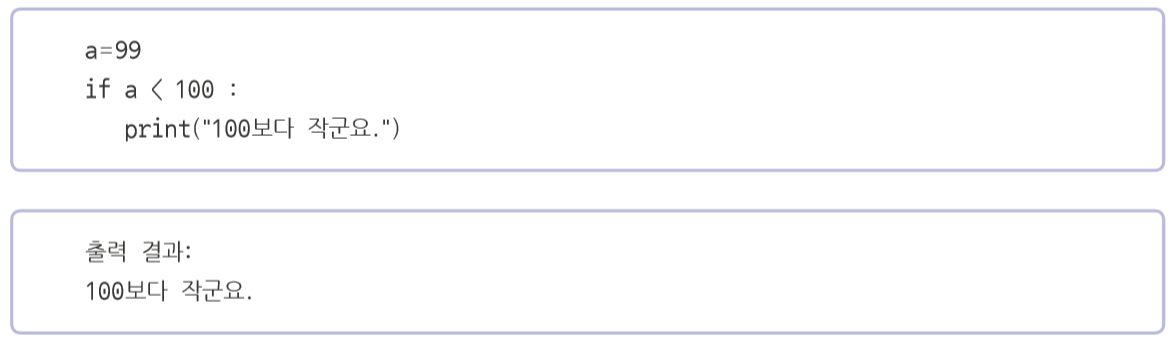 a=99
if a < 100 :
   print("100보다 작군요.")
출력 결과:
100보다 작군요.